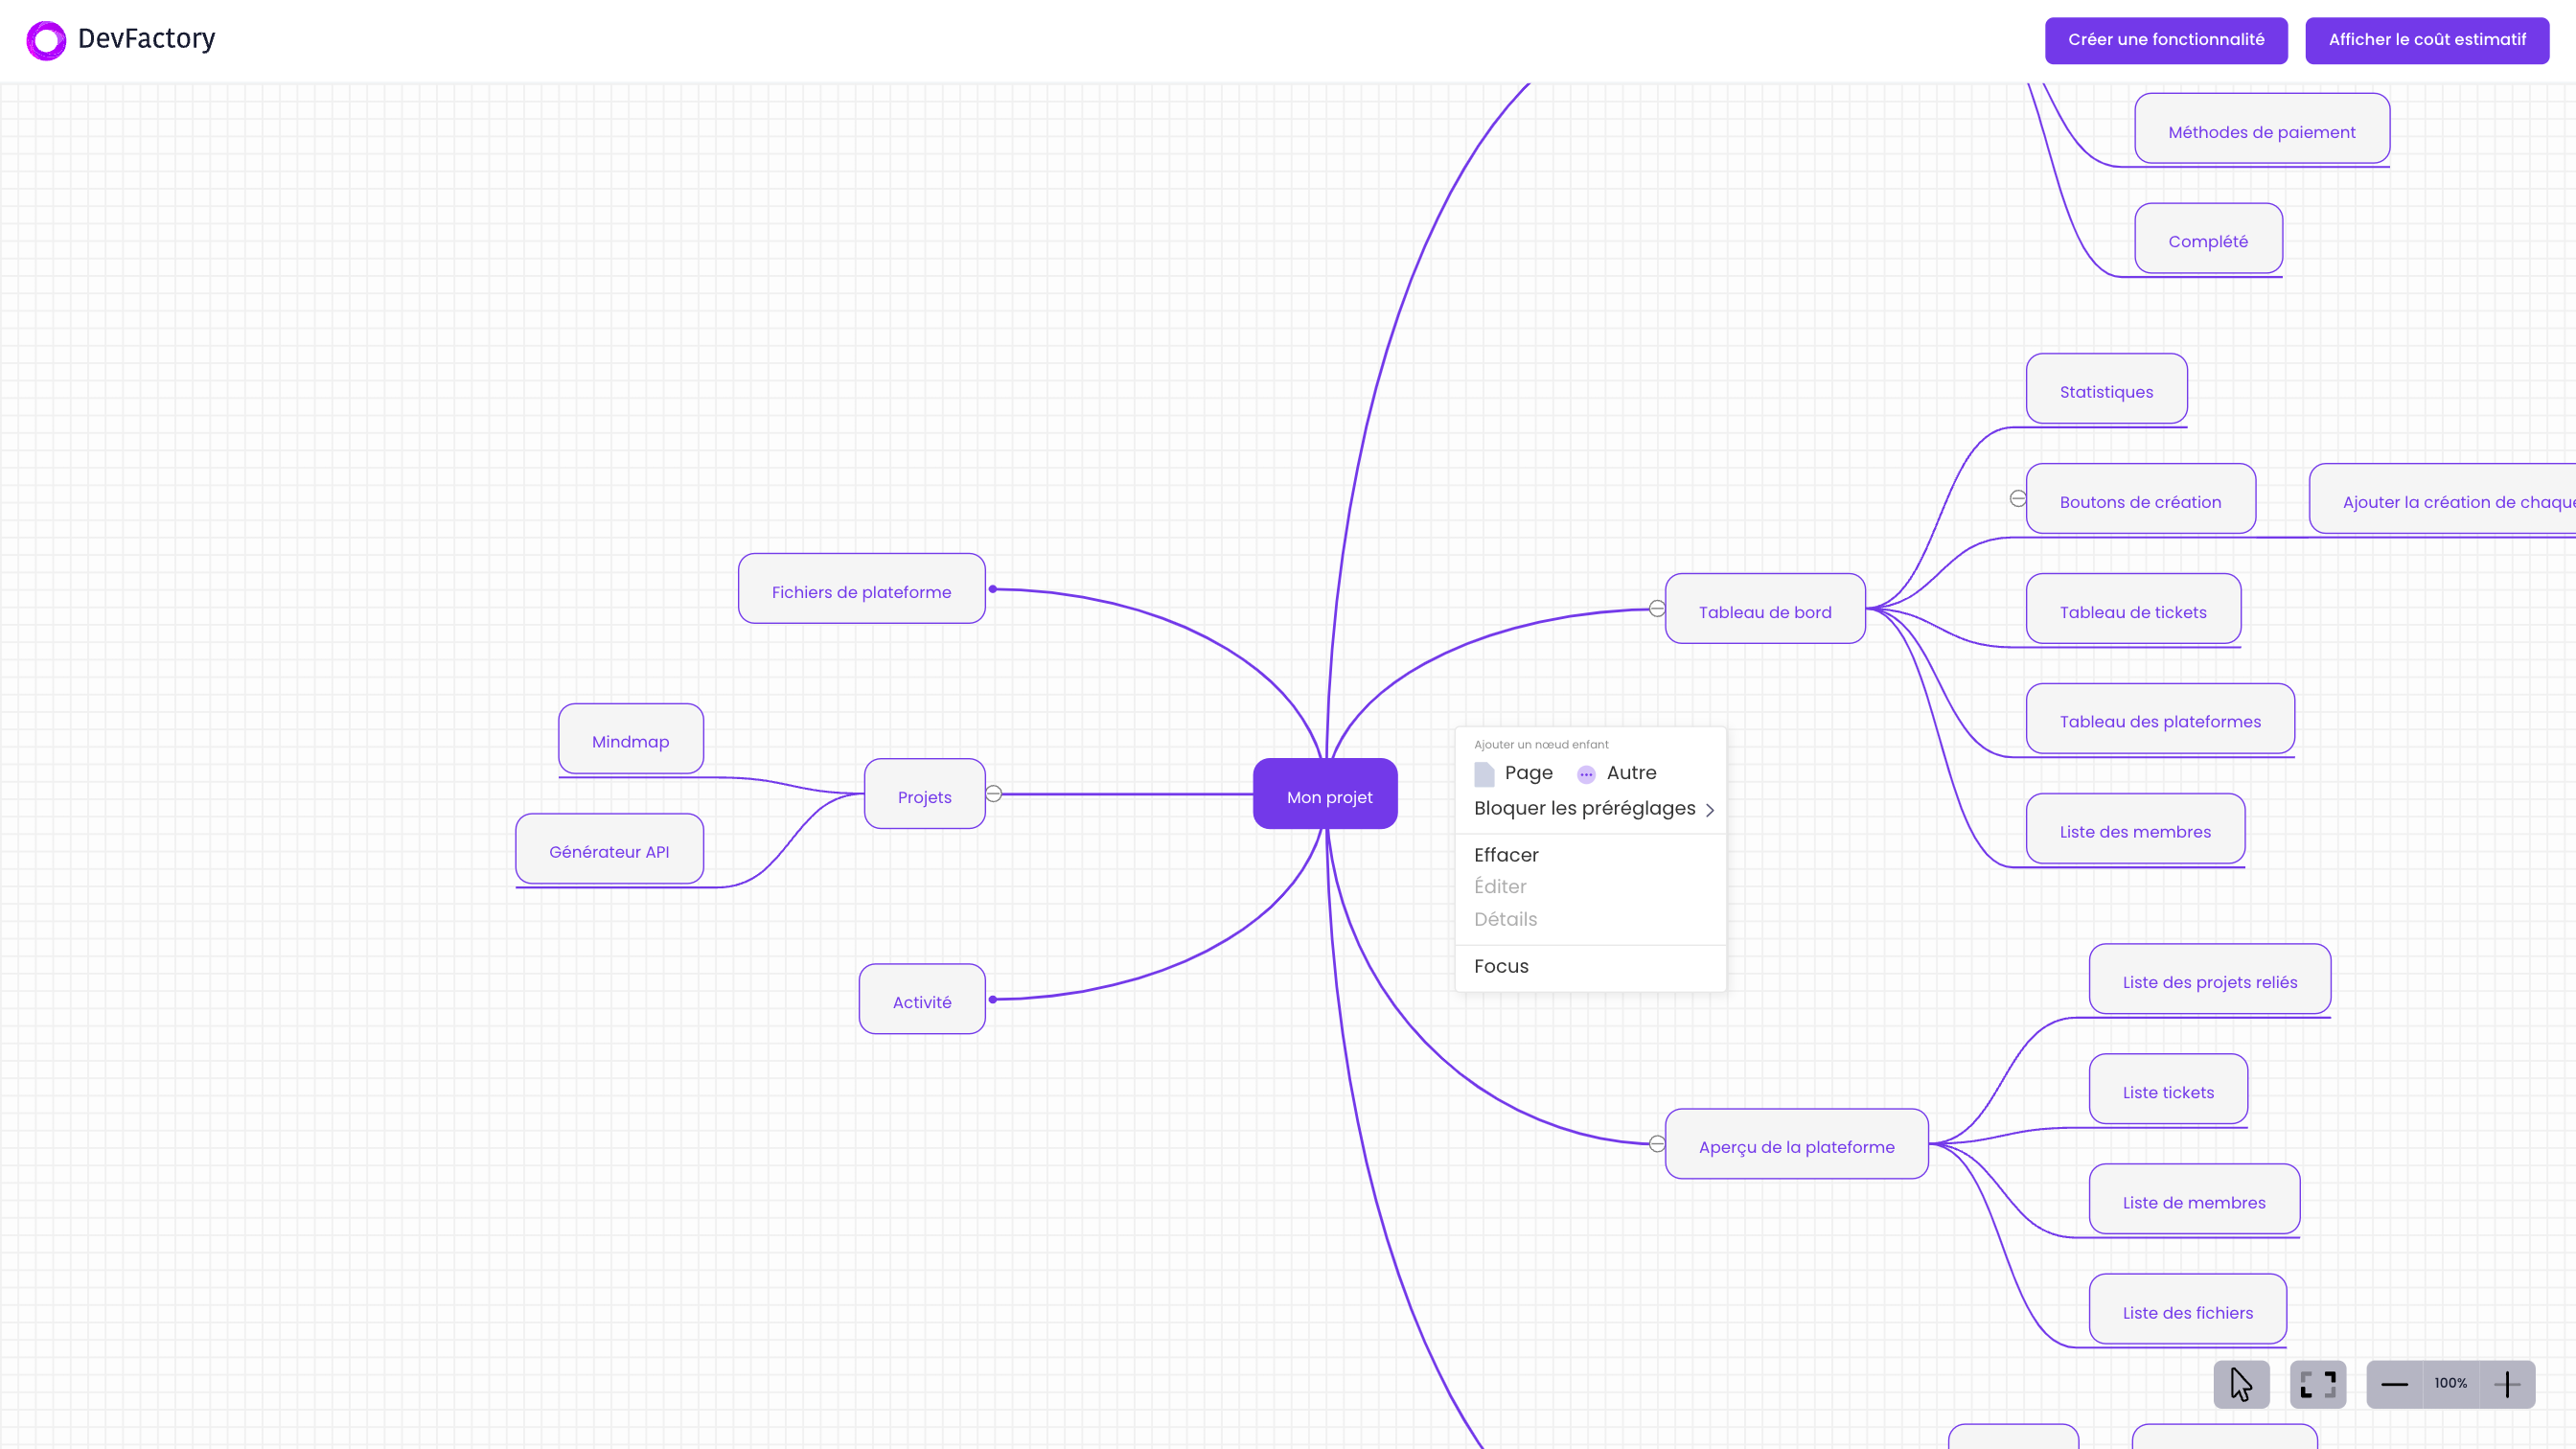 DevFactory
Créer une fonctionnalité
Afficher le coût estimatif
Méthodes de paiement
Complété
Statistiques
Boutons de création
Ajouter la création de chaque
Fichiers de plateforme
Tableau de bord
Tableau de tickets
Tableau des plateformes
Mindmap
Projets
Générateur API
Mon projet
Ajouter un nœud enfant
Page
Autre
Bloquer les préréglages
Effacer
Éditer
Détails
Focus
Liste des membres
Activité
Liste des projets reliés
Liste tickets
Aperçu de la plateforme
Liste de membres
Liste des fichiers
100%